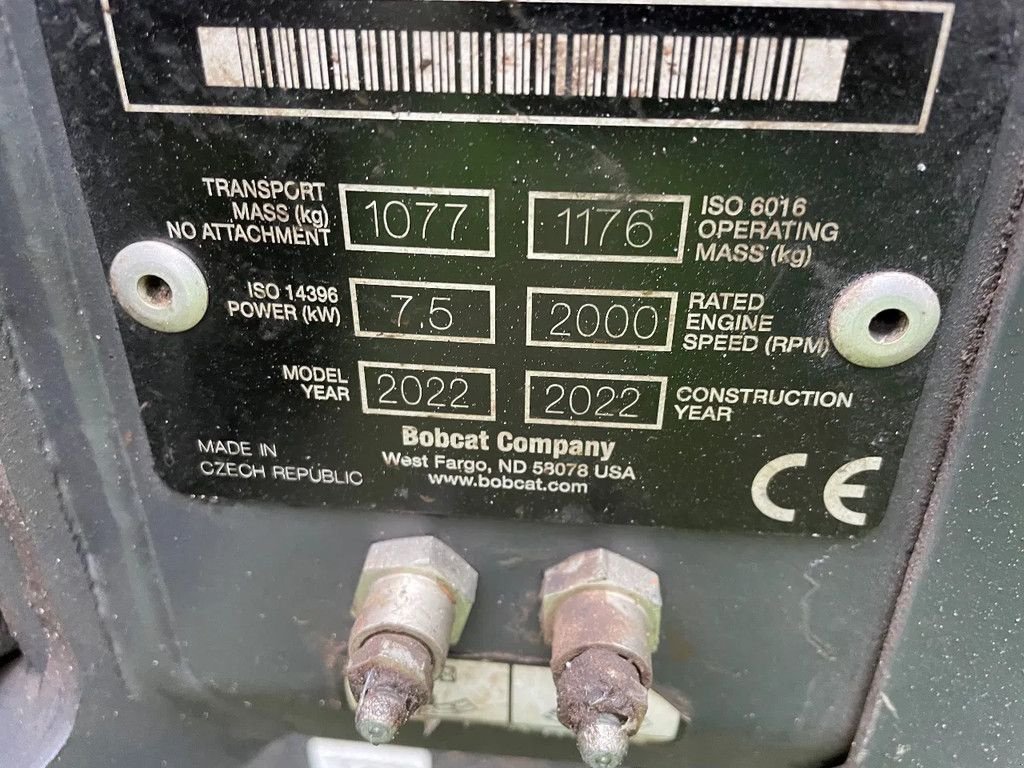 TRANSPORT
MASS (kg)
NO ATTACHMENT
1077
1176
ISO 6016
OPERATING
MASS (kg)
ISO 14396
POWER (kW)
7.5
2000
RATED
ENGINE
SPEED (RPM)
MODEL
YEAR
2022
2022
CONSTRUCTION
YEAR
MADE IN
CZECH REPUBLIC
Bobcat Company
West Fargo, ND 58078 USA
www.bobcat.com
CE